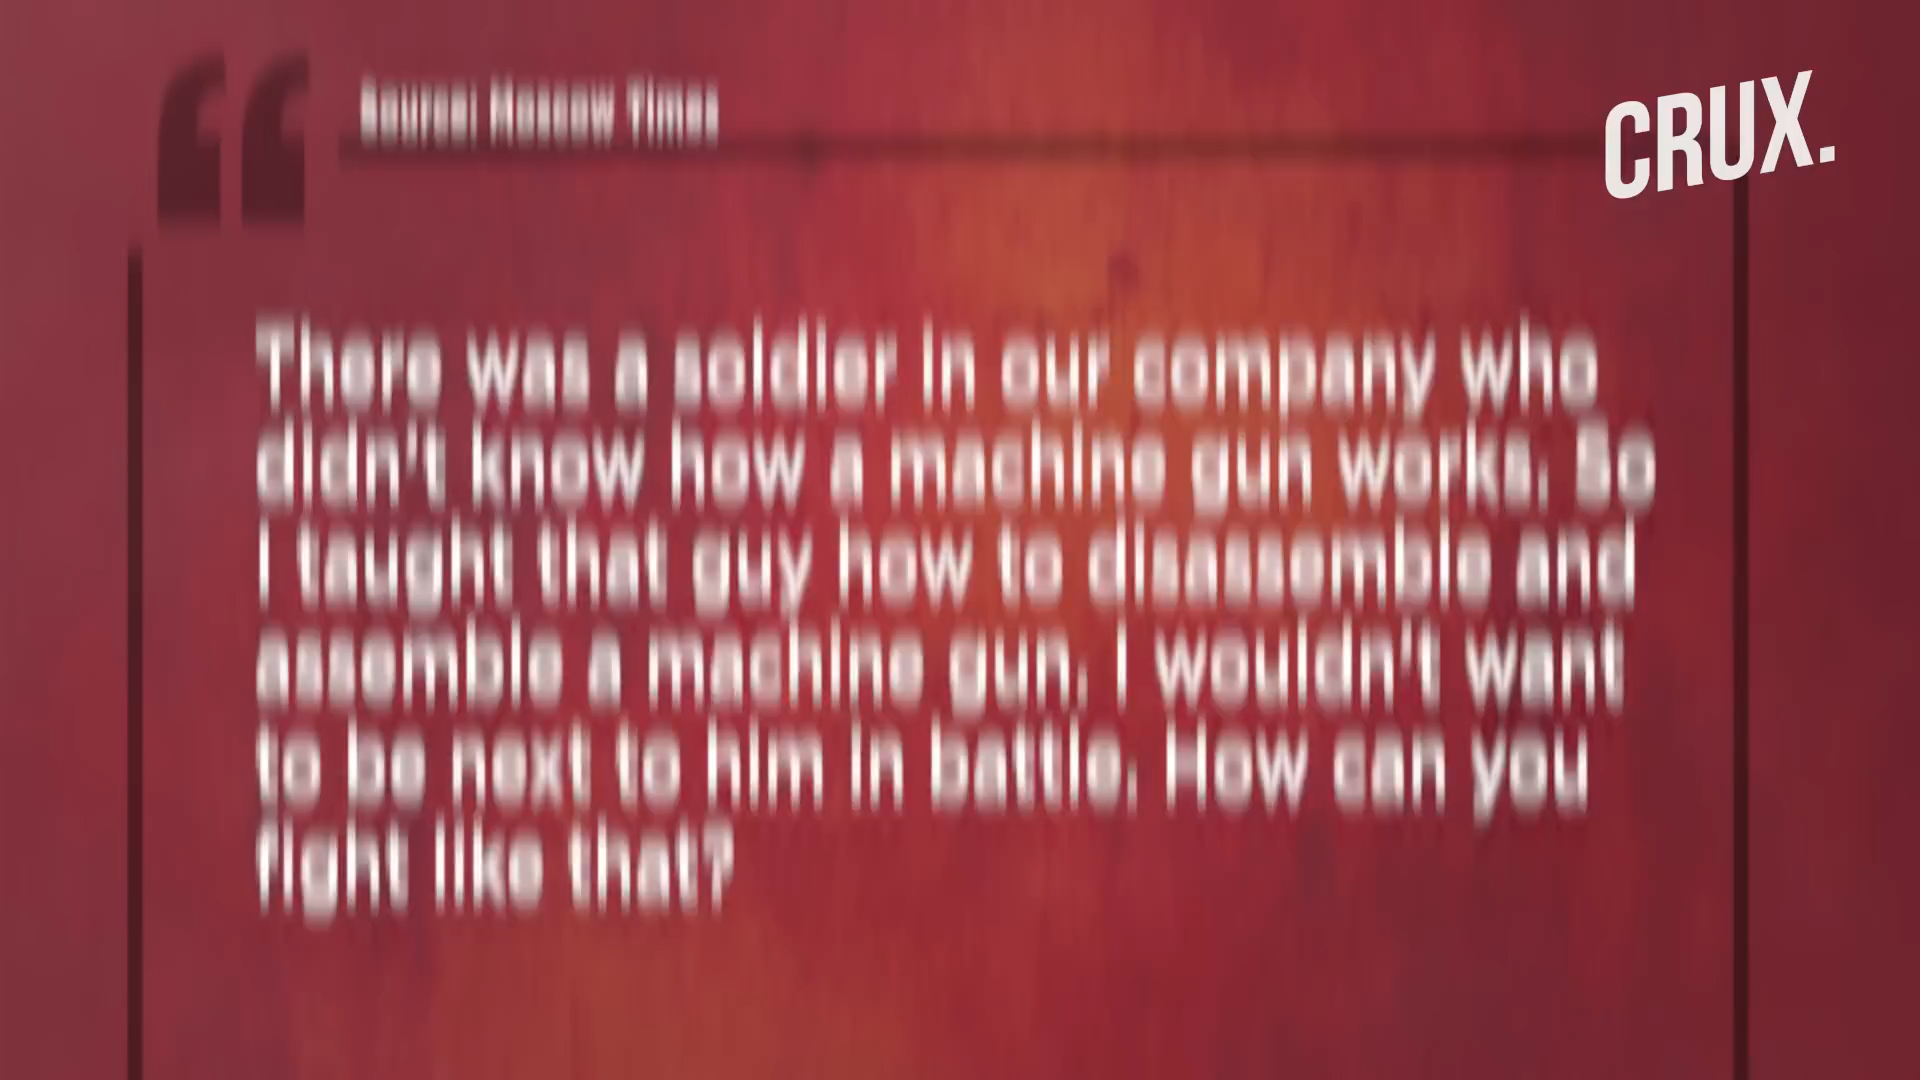 Source: Moscow Times
CRUX.
There was a soldier in our company who
didn't know how a machine gun works. So
I taught that guy how to disassemble and
assemble a machine gun. I wouldn't want
to be next to him in battle. How can you
fight like that?